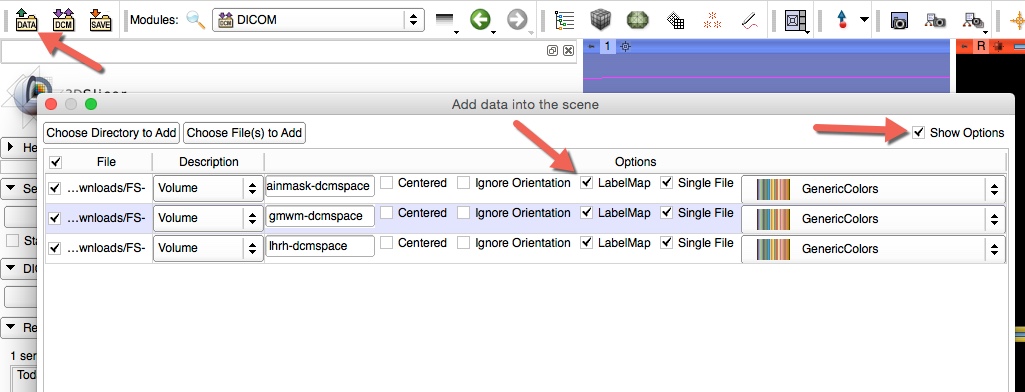 DATA DCM SAVE Modules: DCM DICOM
1 R
3DSlicer
Add data into the scene
Choose Directory to Add Choose File(s) to Add Show Options
He
File Description Options
...wnloads/FS- Volume ainmask-dcmspace Centered Ignore Orientation LabelMap Single File GenericColors
Se
...wnloads/FS- Volume gmwm-dcmspace Centered Ignore Orientation LabelMap Single File GenericColors
Sta
...wnloads/FS- Volume lhrh-dcmspace Centered Ignore Orientation LabelMap Single File GenericColors
DIC
Re
1 seri
Tod